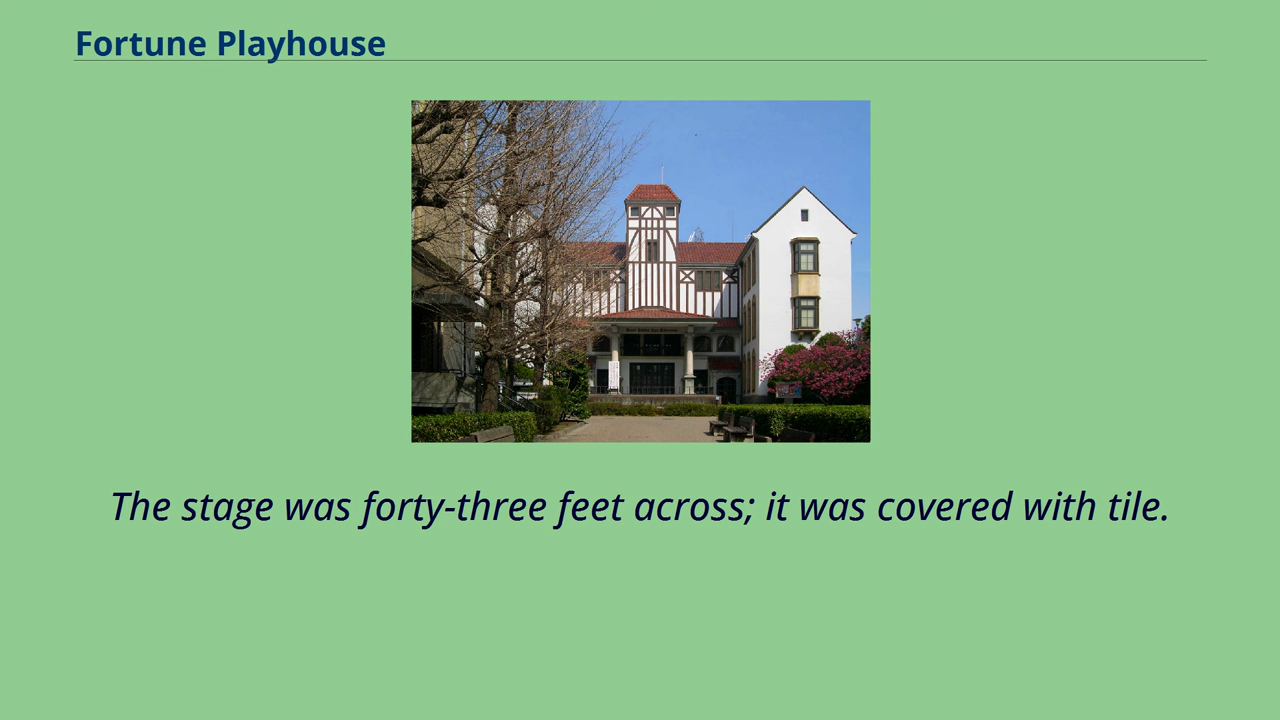 Fortune Playhouse
The stage was forty-three feet across; it was covered with tile.